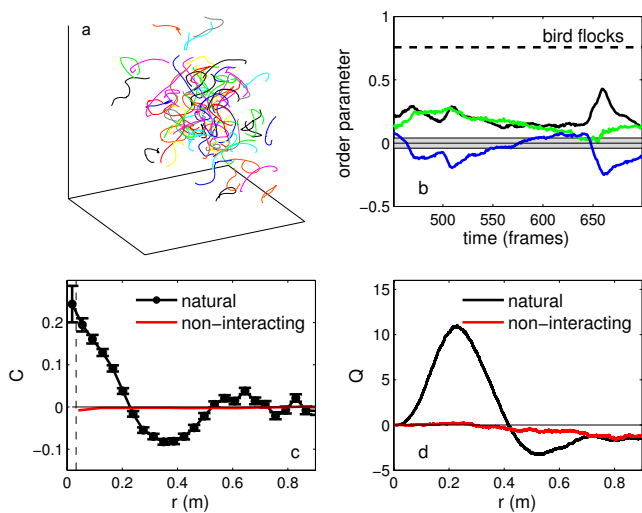 a
bird flocks
1
0.5
0
−0.5
order parameter
b
500 550 600 650
time (frames)
natural
non−interacting
0.2
0.1
0
−0.1
C
c
0 0.2 0.4 0.6 0.8
r (m)
natural
non−interacting
15
10
5
0
−5
Q
d
0 0.2 0.4 0.6 0.8
r (m)